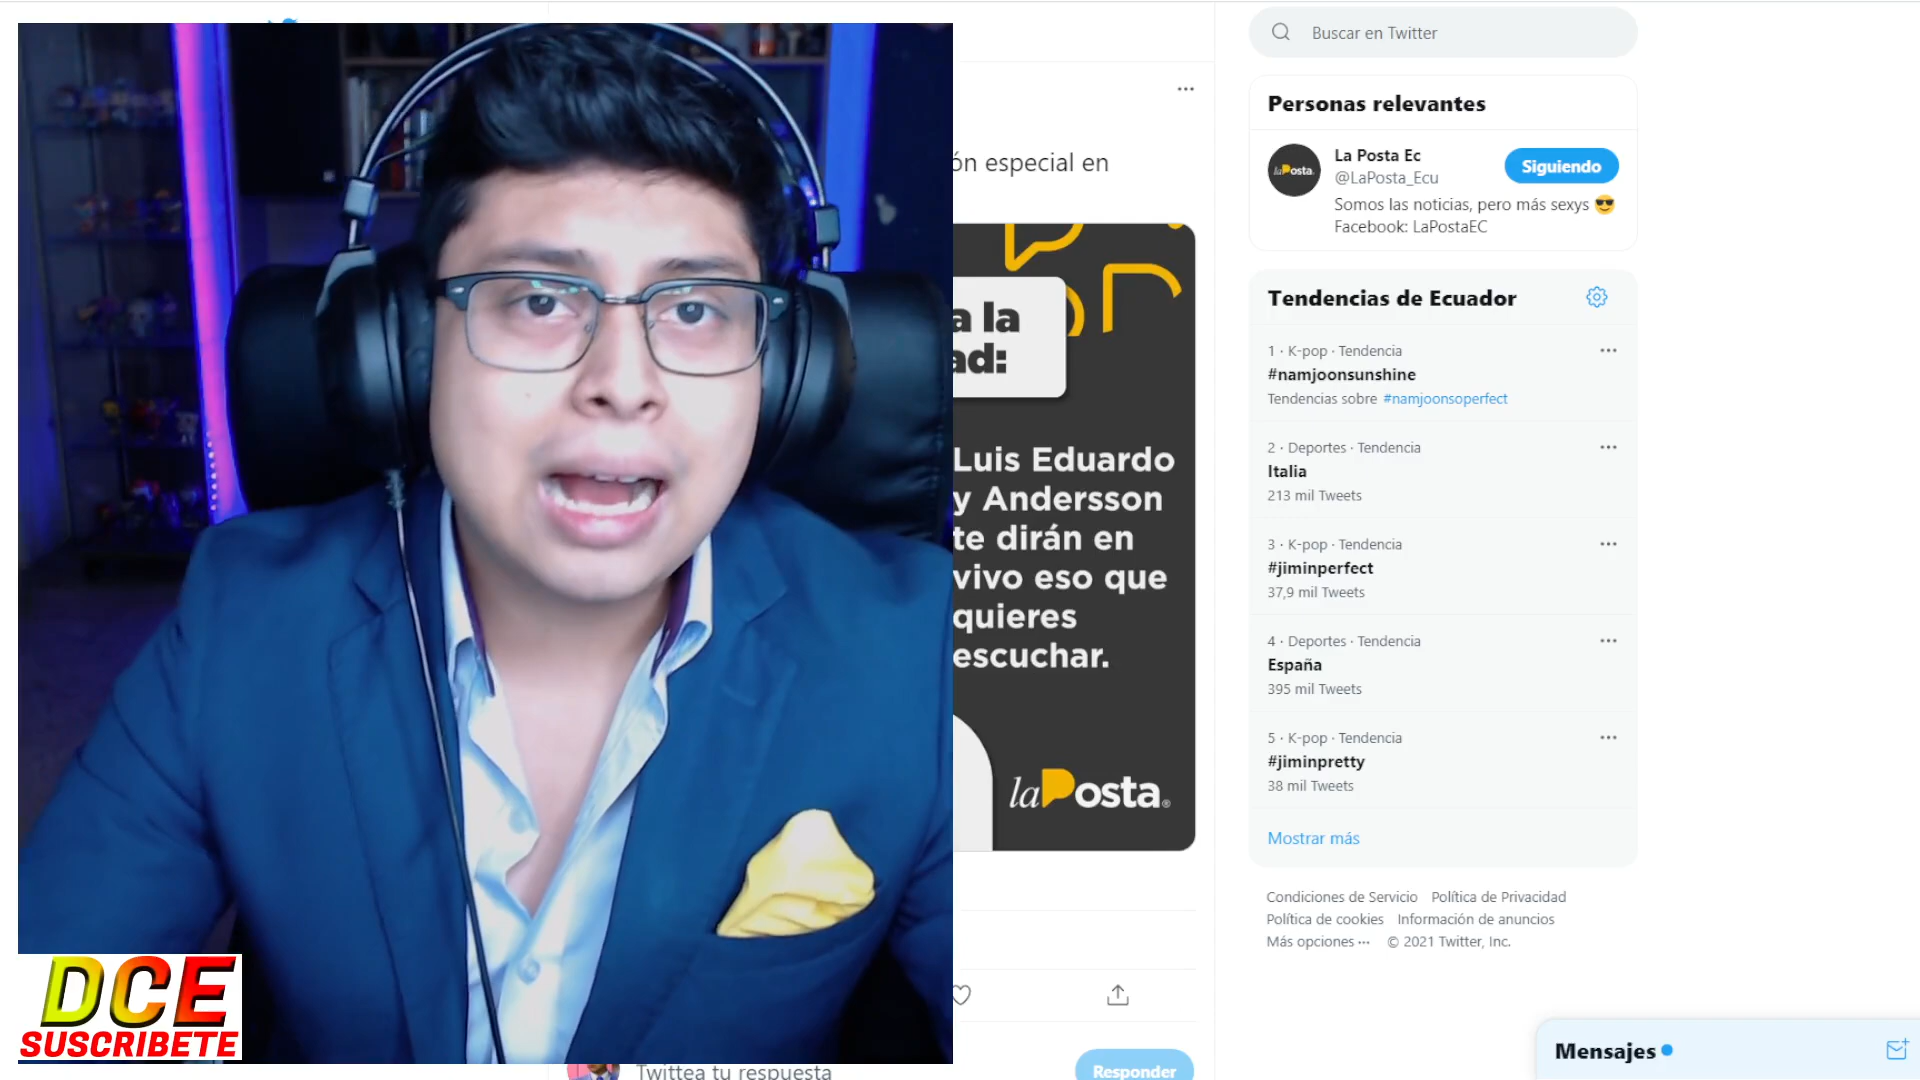 Buscar en Twitter
Personas relevantes
La Posta Ec
@LaPosta_Ecu
Siguiendo
Somos las noticias, pero más sexys 😎
Facebook: LaPostaEC
Tendencias de Ecuador
1 · K-pop · Tendencia
#namjoonsunshine
Tendencias sobre #namjoonsoperfect
2 · Deportes · Tendencia
Italia
213 mil Tweets
3 · K-pop · Tendencia
#jiminperfect
37,9 mil Tweets
4 · Deportes · Tendencia
España
395 mil Tweets
5 · K-pop · Tendencia
#jiminpretty
38 mil Tweets
Mostrar más
Condiciones de Servicio Política de Privacidad
Política de cookies Información de anuncios
Más opciones ··· © 2021 Twitter, Inc.
Mensajes
ón especial en
a la
ad:
Luis Eduardo
y Andersson
te dirán en
vivo eso que
quieres
escuchar.
laPosta®
laPosta.
Twittea tu respuesta
Responder
DCE
SUSCRIBETE